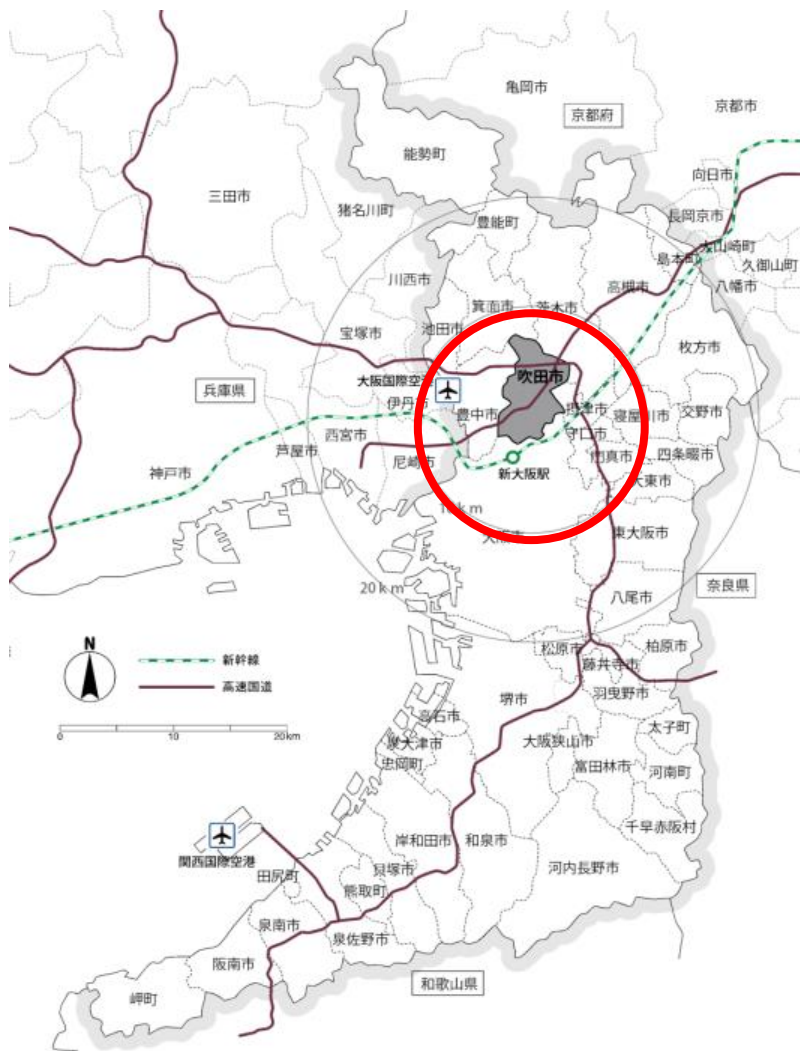 亀岡市
京都府
京都市
能勢町
向日市
三田市
猪名川町
豊能町
長岡京市
大山崎町
島本町
久御山町
八幡市
川西市
高槻市
箕面市
茨木市
池田市
宝塚市
枚方市
吹田市
大阪国際空港
兵庫県
伊丹市
豊中市
摂津市
寝屋川市
交野市
守口市
西宮市
芦屋市
尼崎市
門真市
四条畷市
神戸市
新大阪駅
大東市
10km
大阪市
東大阪市
20km
奈良県
八尾市
N
新幹線
高速国道
松原市
柏原市
藤井寺市
羽曳野市
堺市
高石市
太子町
0 10 20km
泉大津市
大阪狭山市
忠岡町
富田林市
河南町
千早赤阪村
岸和田市
和泉市
関西国際空港
貝塚市
河内長野市
田尻町
熊取町
泉南市
泉佐野市
阪南市
和歌山県
岬町